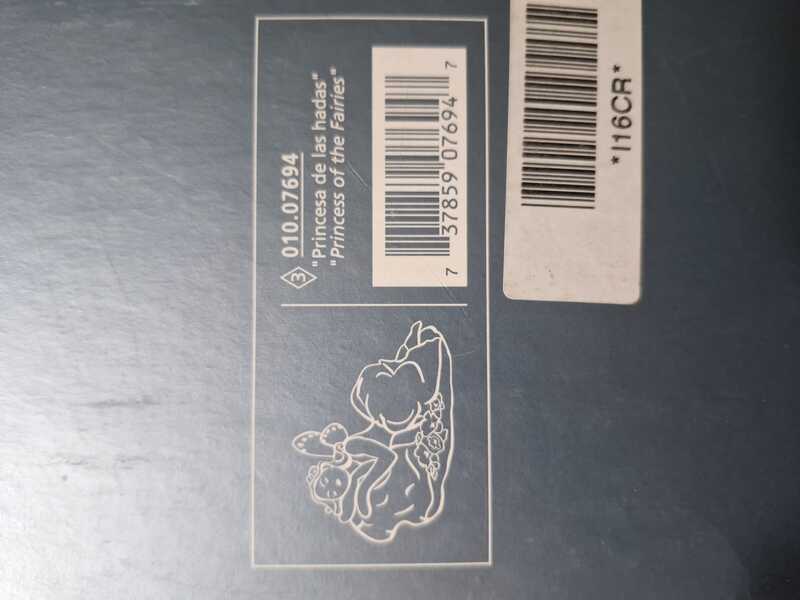 3 010.07694
"Princesa de las hadas"
"Princess of the Fairies"
7 37859 07694 7
*I16CR*